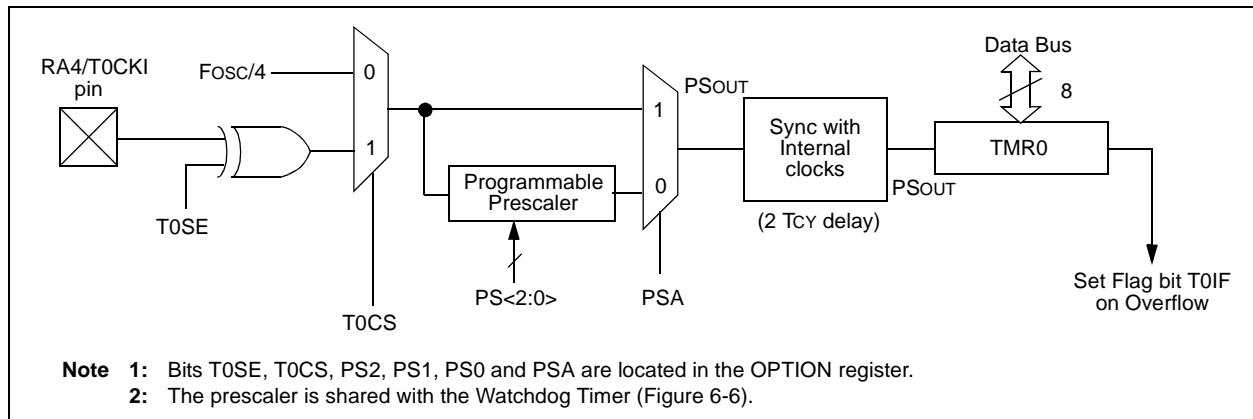 Data Bus
RA4/T0CKI
pin
FOSC/4
0
PSOUT
8
1
Sync with
Internal
clocks
TMR0
1
Programmable
Prescaler
0
PSOUT
T0SE
(2 TCY delay)
PS<2:0>
PSA
Set Flag bit T0IF
on Overflow
T0CS
Note 1: Bits T0SE, T0CS, PS2, PS1, PS0 and PSA are located in the OPTION register.
2: The prescaler is shared with the Watchdog Timer (Figure 6-6).